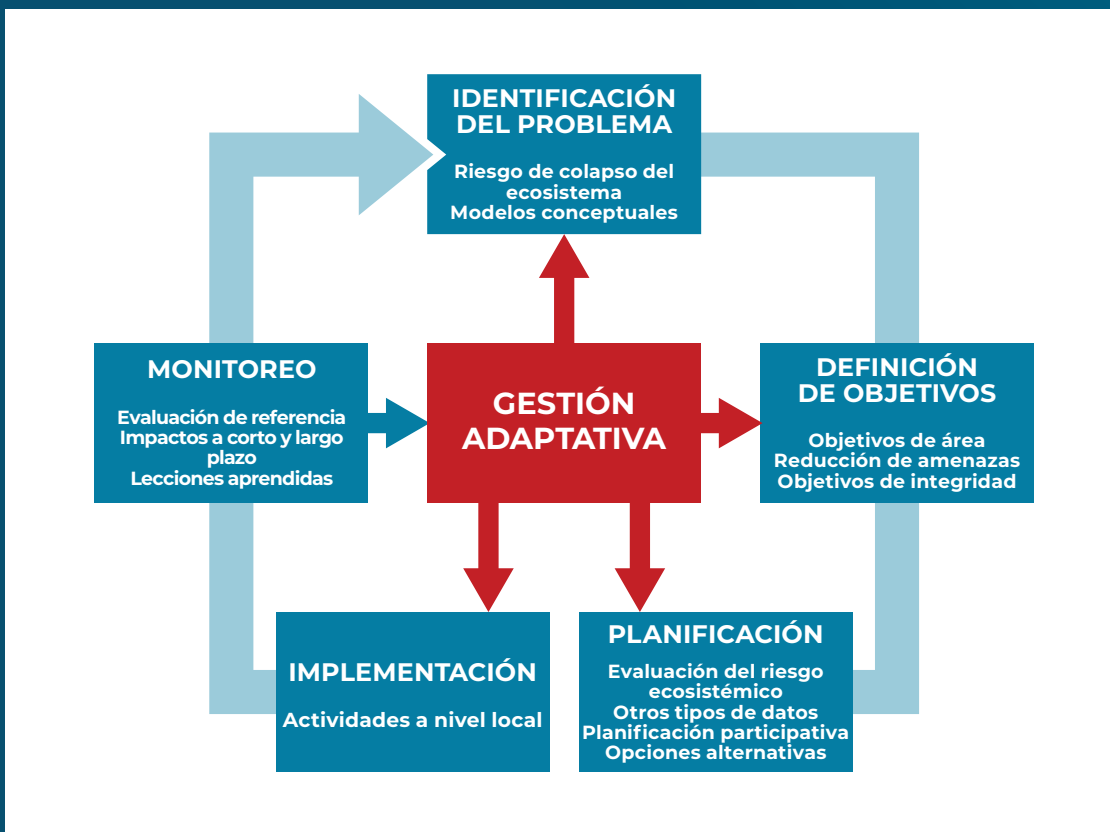 IDENTIFICACIÓN
DEL PROBLEMA
Riesgo de colapso del
ecosistema
Modelos conceptuales
MONITOREO
Evaluación de referencia
Impactos a corto y largo
plazo
Lecciones aprendidas
GESTIÓN
ADAPTATIVA
DEFINICIÓN
DE OBJETIVOS
Objetivos de área
Reducción de amenazas
Objetivos de integridad
IMPLEMENTACIÓN
Actividades a nivel local
PLANIFICACIÓN
Evaluación del riesgo
ecosistémico
Otros tipos de datos
Planificación participativa
Opciones alternativas